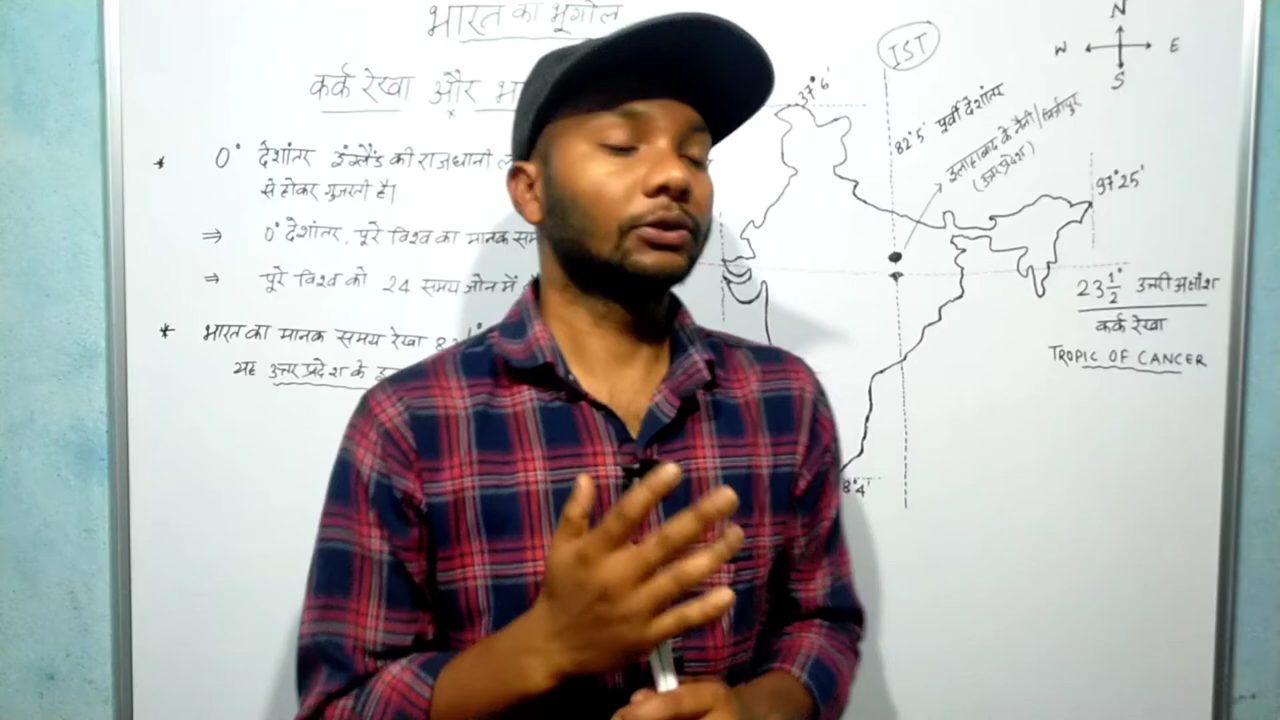 भारत का भूगोल
कर्क रेखा और
* 0° देशांतर इंग्लैंड की राजधानी
से होकर गुजरती है।
⇒ 0° देशांतर, पूरे विश्व का मानक
⇒ पूरे विश्व को 24 समय जोन में
* भारत का मानक समय रेखा
यह उत्तर प्रदेश के
IST
N
W E
S
37°6'
82°5' पूर्वी देशांतर
इलाहाबाद के नैनी/मिर्ज़ापुर
(उत्तर प्रदेश)
97°25'
23 1/2° उत्तरी अक्षांश
कर्क रेखा
TROPIC OF CANCER
8°4'